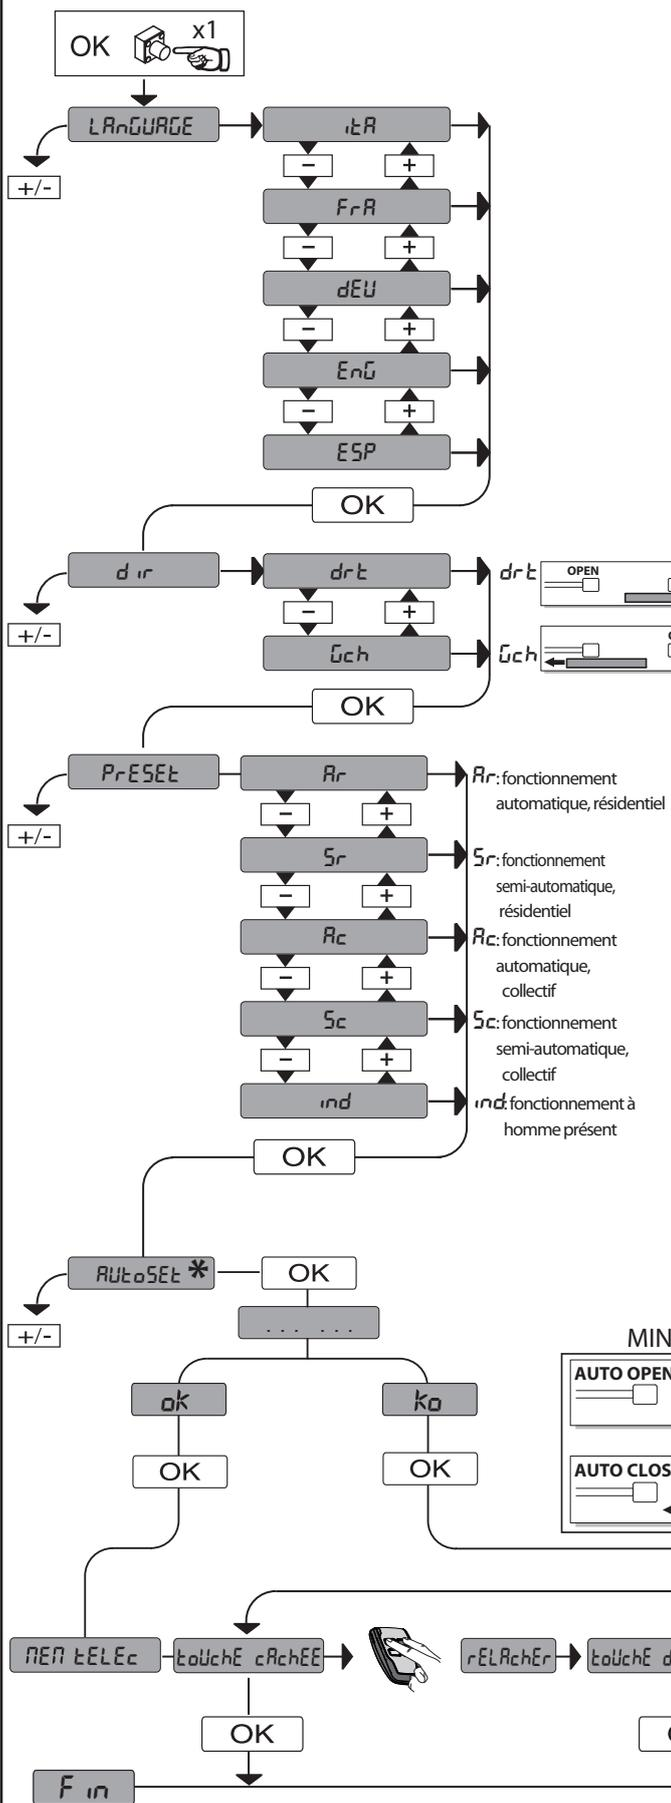 OK x1
LAnGUAGE
itA
+/-
- +
FrA
- +
dEU
- +
EnG
- +
ESP
OK
dir
drt
drt
OPEN
+/-
- +
Gch
Gch
OK
PrESEt
Ar
Ar: fonctionnement
automatique, résidentiel
+/-
- +
Sr
Sr: fonctionnement
semi-automatique,
résidentiel
- +
Ac
Ac: fonctionnement
automatique,
collectif
- +
Sc
Sc: fonctionnement
semi-automatique,
collectif
- +
ind
ind: fonctionnement à
homme présent
OK
AUtoSEt *
OK
... ...
+/-
MIN
AUTO OPEN
ok
ko
OK
OK
AUTO CLOS
MEM tELEc
toUchE cAchEE
rELAchEr
toUchE d
OK
Fin